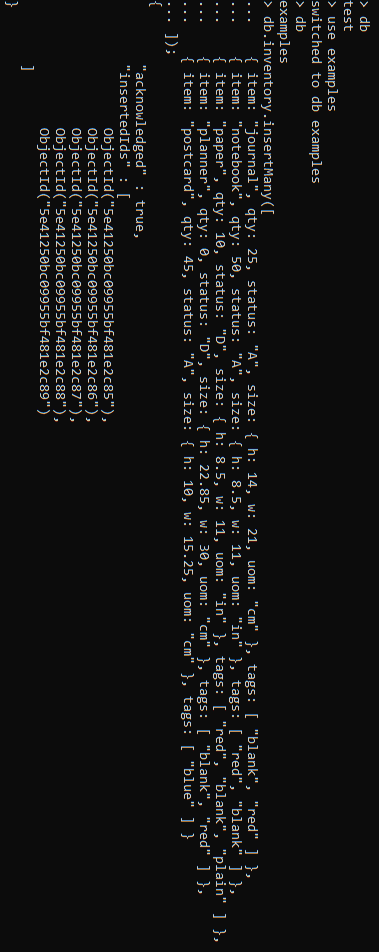 > db
test
> use examples
switched to db examples
> db
examples
> db.inventory.insertMany([
...     { item: "journal", qty: 25, status: "A", size: { h: 14, w: 21, uom: "cm" }, tags: [ "blank", "red" ] },
...     { item: "notebook", qty: 50, status: "A", size: { h: 8.5, w: 11, uom: "in" }, tags: [ "red", "blank" ] },
...     { item: "paper", qty: 10, status: "D", size: { h: 8.5, w: 11, uom: "in" }, tags: [ "red", "blank", "plain" ] },
...     { item: "planner", qty: 0, status: "D", size: { h: 22.85, w: 30, uom: "cm" }, tags: [ "blank", "red" ] },
...     { item: "postcard", qty: 45, status: "A", size: { h: 10, w: 15.25, uom: "cm" }, tags: [ "blue" ] }
... ]);
{
"acknowledged" : true,
"insertedIds" : [
ObjectId("5e41250bc09955bf481e2c85"),
ObjectId("5e41250bc09955bf481e2c86"),
ObjectId("5e41250bc09955bf481e2c87"),
ObjectId("5e41250bc09955bf481e2c88"),
ObjectId("5e41250bc09955bf481e2c89")
]
}